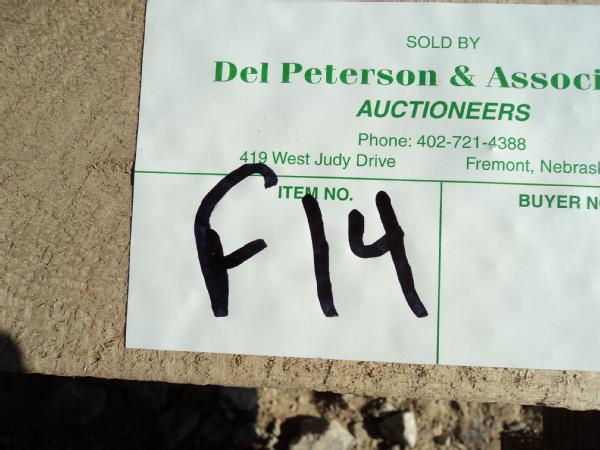 SOLD BY
Del Peterson & Associ
AUCTIONEERS
Phone: 402-721-4388
419 West Judy Drive Fremont, Nebrask
ITEM NO. BUYER NO
F14